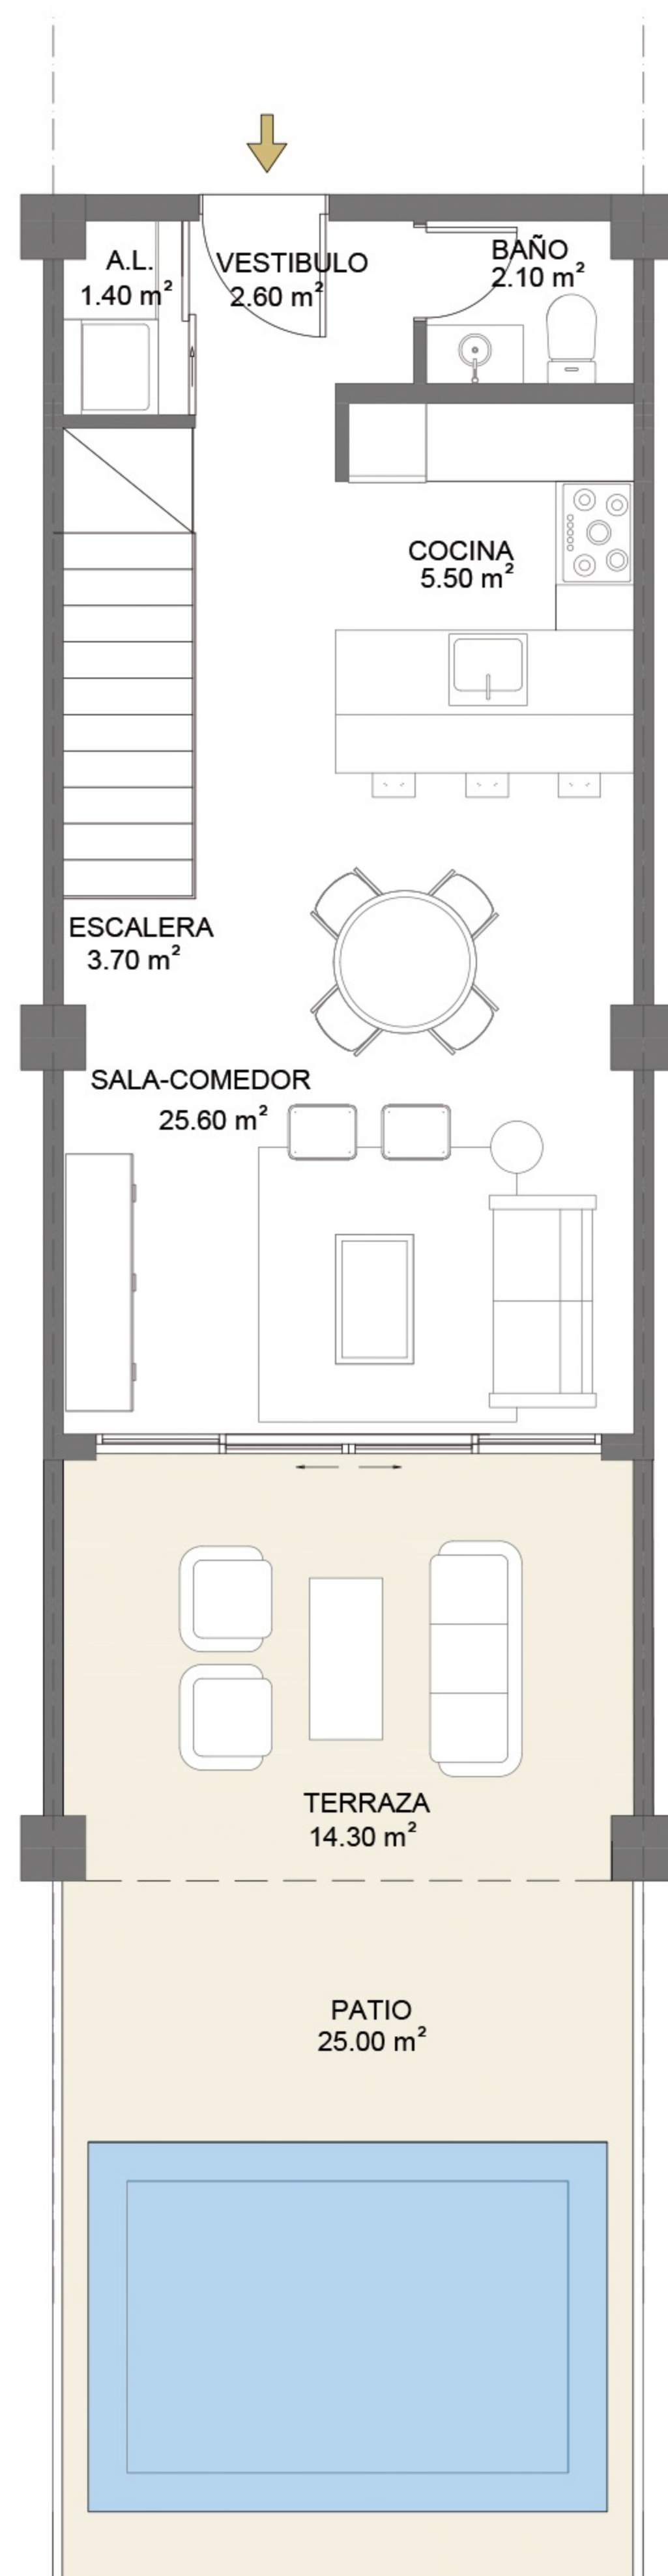 A.L.
1.40 m²
VESTIBULO
2.60 m²
BAÑO
2.10 m²
COCINA
5.50 m²
ESCALERA
3.70 m²
SALA-COMEDOR
25.60 m²
TERRAZA
14.30 m²
PATIO
25.00 m²